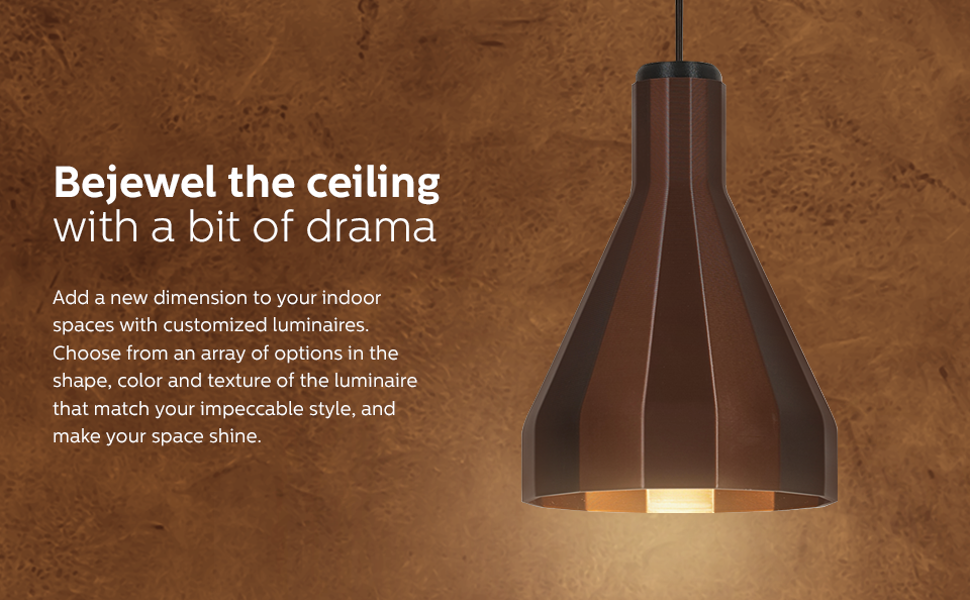 Bejewel the ceiling
with a bit of drama
Add a new dimension to your indoor
spaces with customized luminaires.
Choose from an array of options in the
shape, color and texture of the luminaire
that match your impeccable style, and
make your space shine.